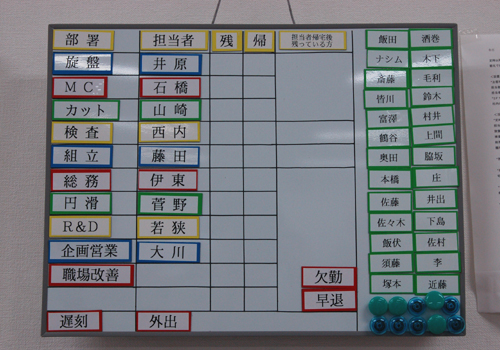 部署 担当者 残 帰 担当者帰宅後
残っている方
旋盤 井原
MC 石橋
カット 山崎
検査 西内
組立 藤田
総務 伊東
円滑 菅野
R&D 若狭
企画営業 大川
職場改善
欠勤
早退
遅刻 外出
飯田 酒巻
ナシム 木下
斎藤 毛利
皆川 鈴木
富澤 村井
鶴谷 上間
奥田 脇坂
本橋 庄
佐藤 井出
佐々木 下島
飯伏 佐村
須藤 李
塚本 近藤